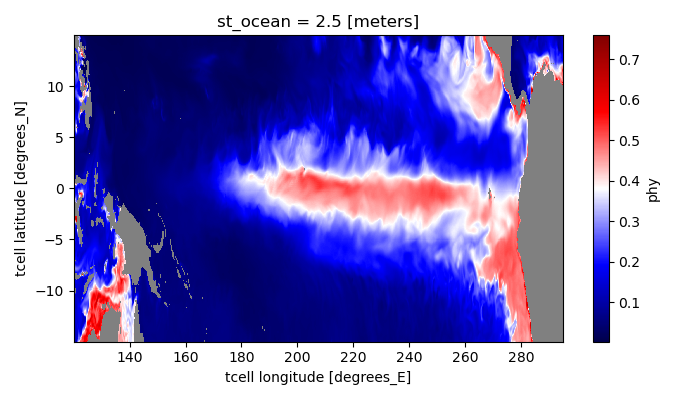 st_ocean = 2.5 [meters]
10
5
0
−5
−10
tcell latitude [degrees_N]
140 160 180 200 220 240 260 280
tcell longitude [degrees_E]
0.7
0.6
0.5
0.4
0.3
0.2
0.1
phy